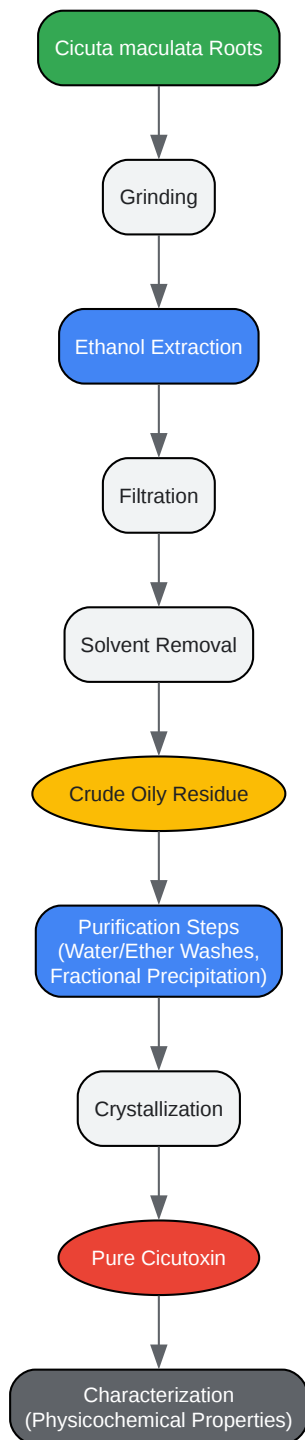 Cicuta maculata Roots
Grinding
Ethanol Extraction
Filtration
Solvent Removal
Crude Oily Residue
Purification Steps
(Water/Ether Washes,
Fractional Precipitation)
Crystallization
Pure Cicutoxin
Characterization
(Physicochemical Properties)